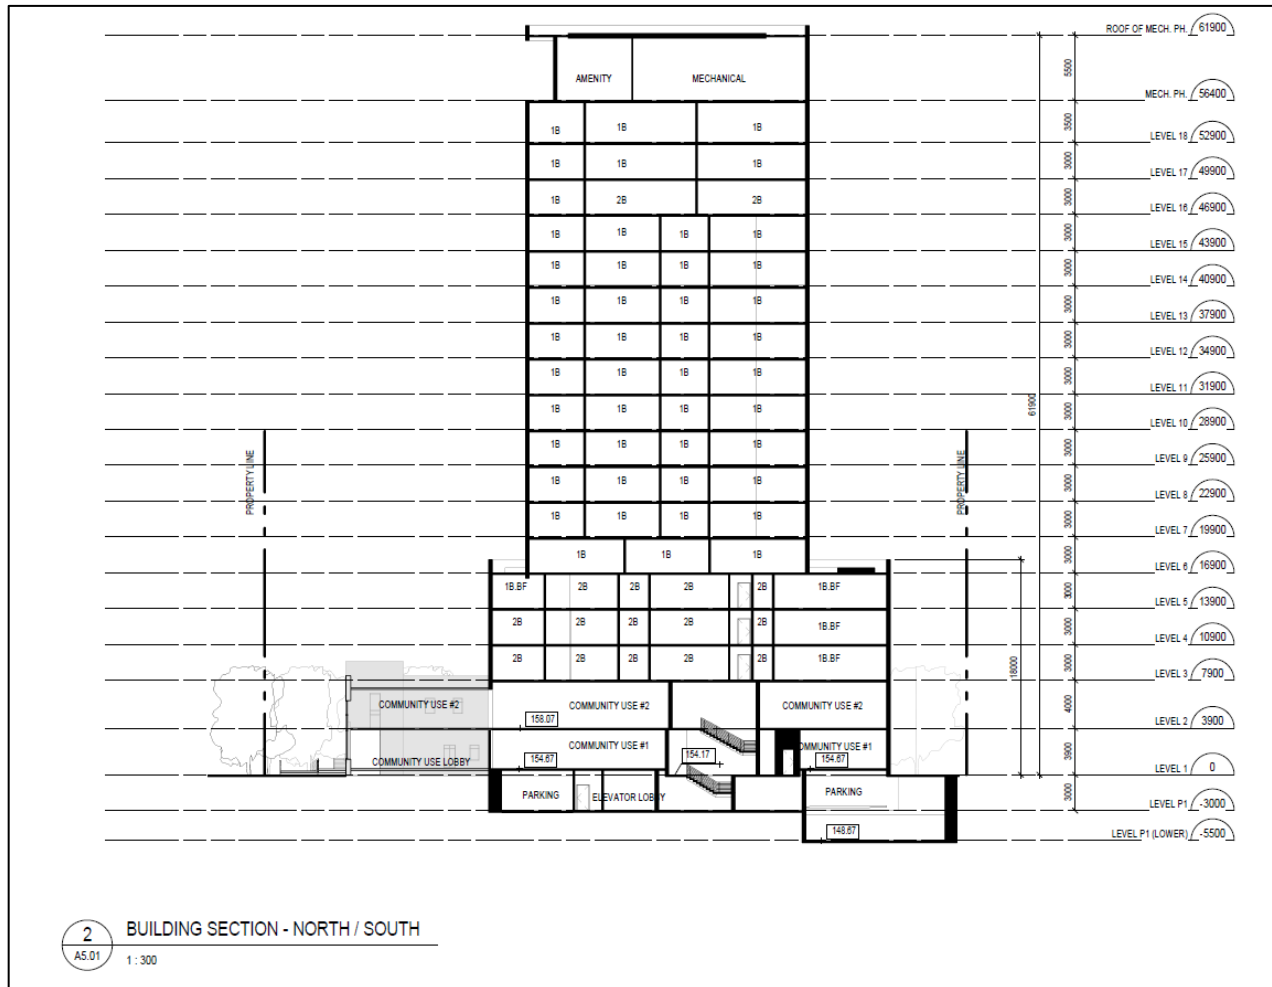 ROOF OF MECH. PH. 61900
5500
AMENITY MECHANICAL
MECH. PH. 56400
3500
1B 1B 1B
LEVEL 18 52900
3000
1B 1B 1B
LEVEL 17 49900
3000
1B 2B 2B
LEVEL 16 46900
3000
1B 1B 1B 1B
LEVEL 15 43900
3000
1B 1B 1B 1B
LEVEL 14 40900
3000
1B 1B 1B 1B
LEVEL 13 37900
3000
1B 1B 1B 1B
LEVEL 12 34900
3000
1B 1B 1B 1B
LEVEL 11 31900
61900
3000
1B 1B 1B 1B
LEVEL 10 28900
3000
1B 1B 1B 1B
LEVEL 9 25900
PROPERTY LINE
PROPERTY LINE
3000
1B 1B 1B 1B
LEVEL 8 22900
3000
1B 1B 1B 1B
LEVEL 7 19900
3000
1B 1B 1B
LEVEL 6 16900
3000
1B.BF 2B 2B 2B 2B 1B.BF
LEVEL 5 13900
3000
2B 2B 2B 2B 2B 1B.BF
LEVEL 4 10900
3000
2B 2B 2B 2B 2B 1B.BF
LEVEL 3 7900
18000
4000
COMMUNITY USE #2 COMMUNITY USE #2 COMMUNITY USE #2
158.07
LEVEL 2 3900
3900
COMMUNITY USE #1 COMMUNITY USE #1
COMMUNITY USE LOBBY 154.67 154.17 154.67
LEVEL 1 0
3000
PARKING ELEVATOR LOBBY PARKING
LEVEL P1 -3000
148.67
LEVEL P1 (LOWER) -5500
2
A5.01
BUILDING SECTION - NORTH / SOUTH
1 : 300